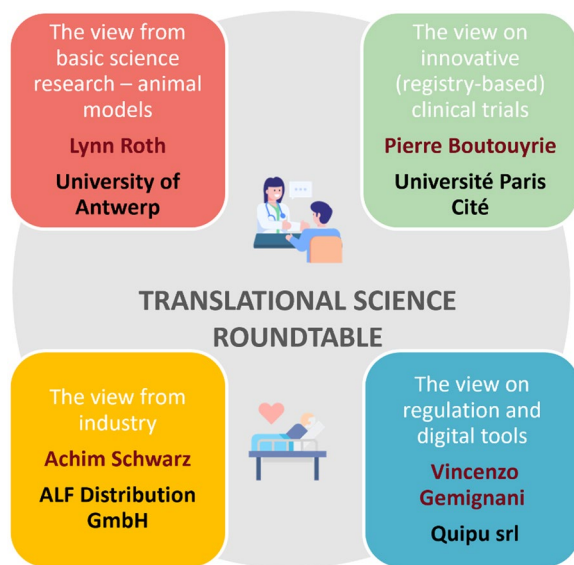 The view from
basic science
research – animal
models
Lynn Roth
University of
Antwerp
The view on
innovative
(registry-based)
clinical trials
Pierre Boutouyrie
Université Paris
Cité
TRANSLATIONAL SCIENCE
ROUNDTABLE
The view from
industry
Achim Schwarz
ALF Distribution
GmbH
The view on
regulation and
digital tools
Vincenzo
Gemignani
Quipu srl